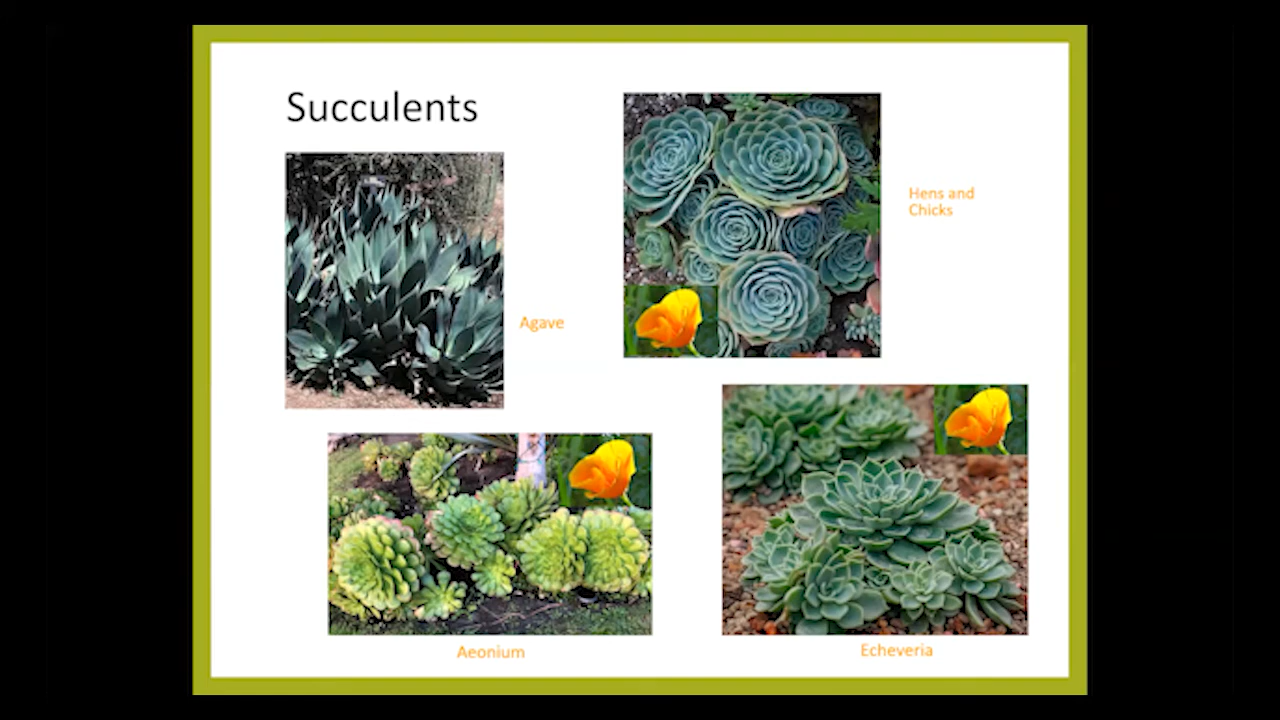 Succulents
Hens and
Chicks
Agave
Aeonium
Echeveria